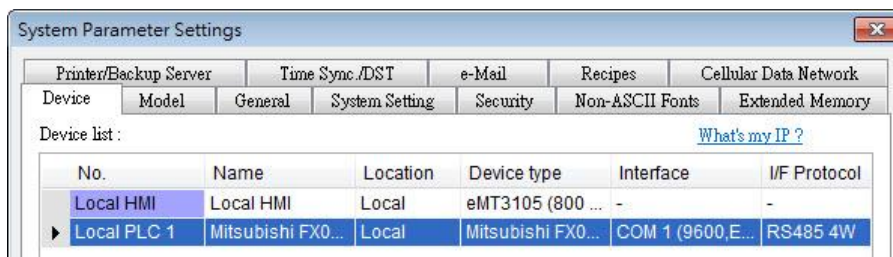 System Parameter Settings
Printer/Backup Server Time Sync./DST e-Mail Recipes Cellular Data Network
Device Model General System Setting Security Non-ASCII Fonts Extended Memory
Device list : What's my IP ?
No. Name Location Device type Interface I/F Protocol
Local HMI Local HMI Local eMT3105 (800 ... - -
Local PLC 1 Mitsubishi FX0... Local Mitsubishi FX0... COM 1 (9600,E... RS485 4W